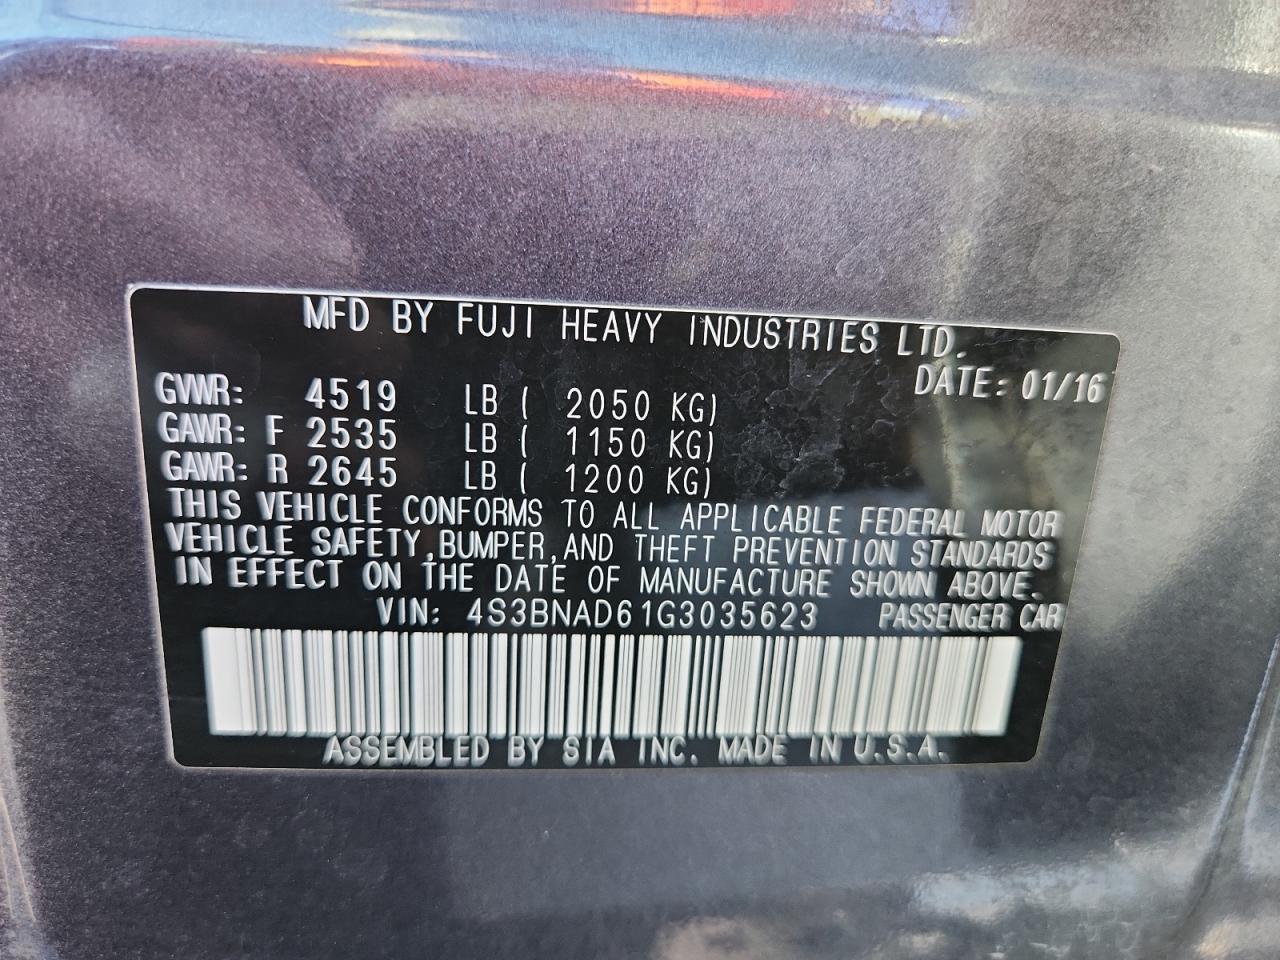 MFD BY FUJI HEAVY INDUSTRIES LTD.
DATE: 01/16
GVWR: 4519 LB ( 2050 KG)
GAWR: F 2535 LB ( 1150 KG)
GAWR: R 2645 LB ( 1200 KG)
THIS VEHICLE CONFORMS TO ALL APPLICABLE FEDERAL MOTOR
VEHICLE SAFETY,BUMPER,AND THEFT PREVENTION STANDARDS
IN EFFECT ON THE DATE OF MANUFACTURE SHOWN ABOVE.
VIN: 4S3BNAD61G3035623 PASSENGER CAR
ASSEMBLED BY SIA INC. MADE IN U.S.A.